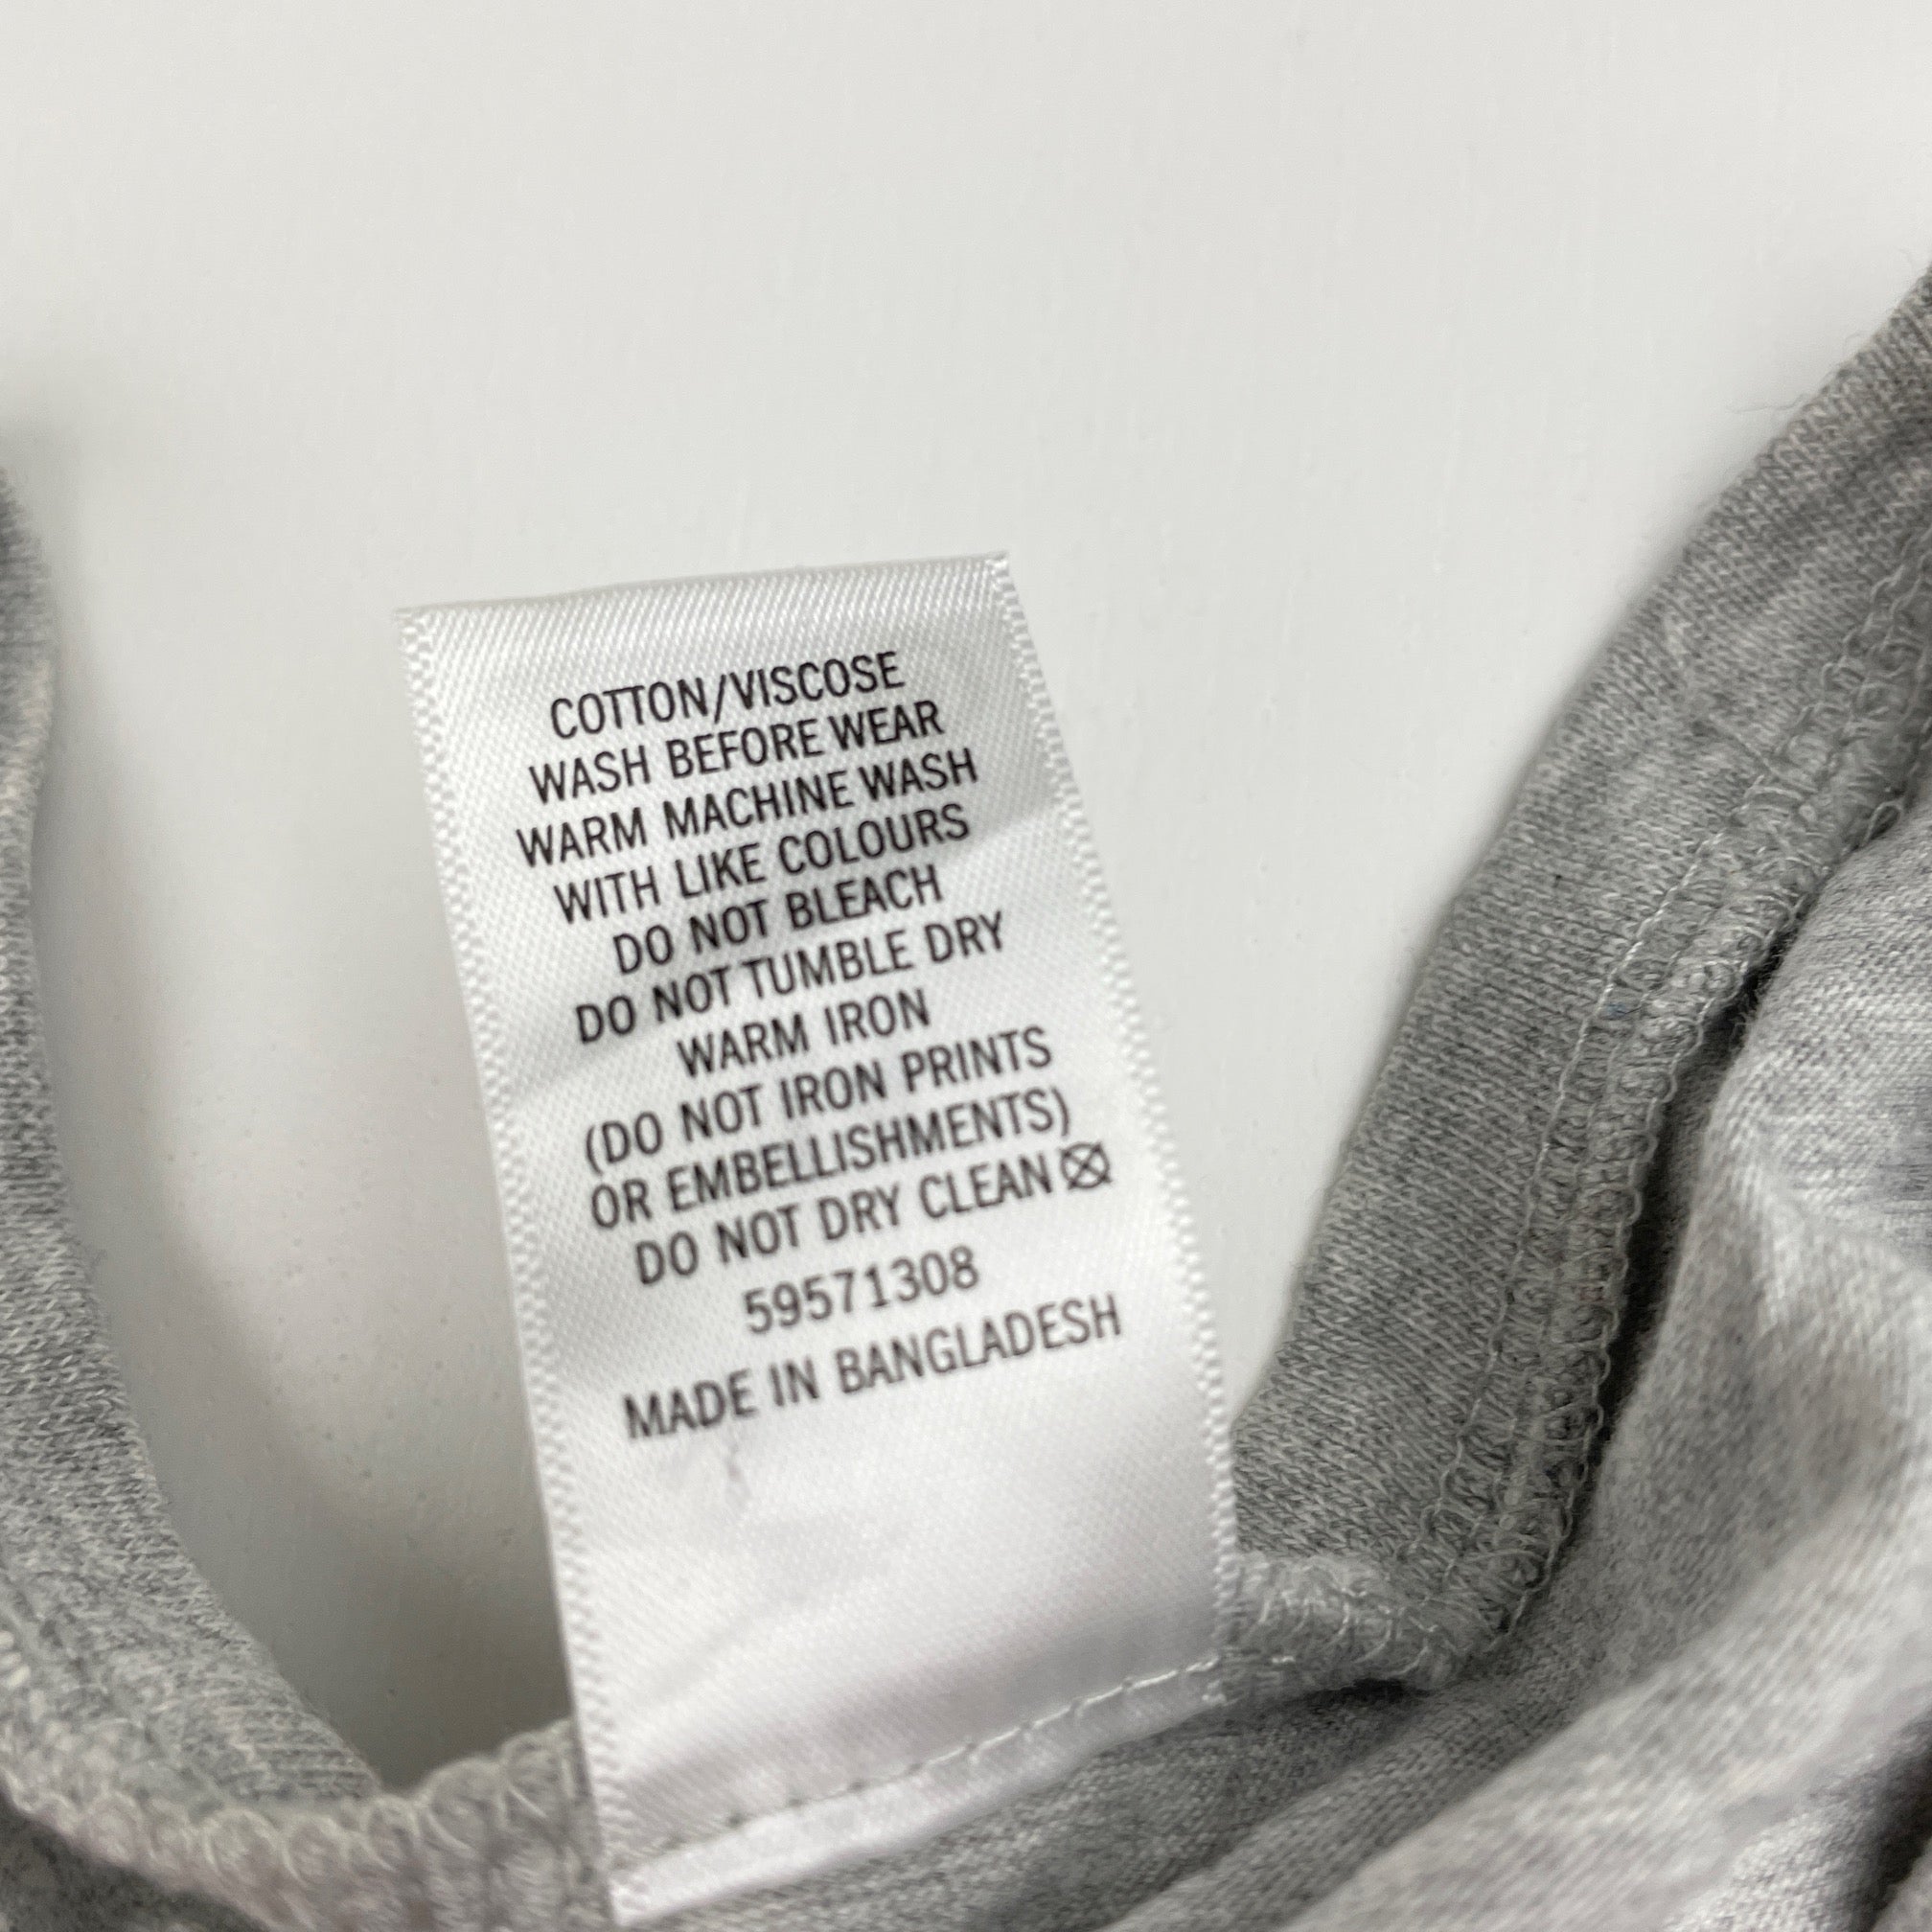 COTTON/VISCOSE
WASH BEFORE WEAR
WARM MACHINE WASH
WITH LIKE COLOURS
DO NOT BLEACH
DO NOT TUMBLE DRY
WARM IRON
(DO NOT IRON PRINTS
OR EMBELLISHMENTS)
DO NOT DRY CLEAN
59571308
MADE IN BANGLADESH